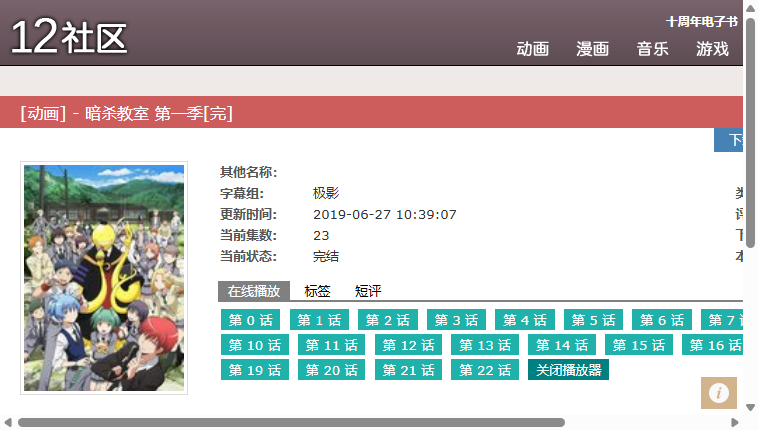 十周年电子书
12社区
动画 漫画 音乐 游戏
[动画] - 暗杀教室 第一季[完]
其他名称:
字幕组: 极影
更新时间: 2019-06-27 10:39:07
当前集数: 23
当前状态: 完结
在线播放 标签 短评
第 0 话 第 1 话 第 2 话 第 3 话 第 4 话 第 5 话 第 6 话 第 7
第 10 话 第 11 话 第 12 话 第 13 话 第 14 话 第 15 话 第 16 话
第 19 话 第 20 话 第 21 话 第 22 话 关闭播放器